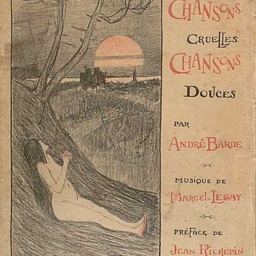 CHANSONS
CRUELLES
CHANSONS
DOUCES
PAR
ANDRÉ BARDE
MUSIQUE DE
MARCEL LEGAY
PRÉFACE DE
JEAN RICHEPIN